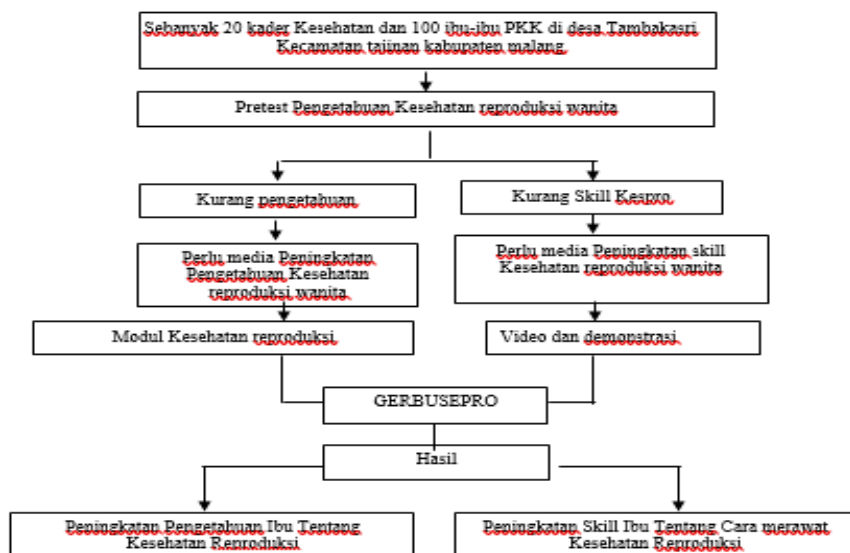 Sebanyak 20 kader Kesehatan dan 100 ibu-ibu PKK di desa Tambakasri
Kecamatan tajinan kabupaten malang
Pretest Pengetahuan Kesehatan reproduksi wanita
Kurang pengetahuan
Kurang Skill Kespro
Perlu media Peningkatan
Pengetahuan Kesehatan
reproduksi wanita
Perlu media Peningkatan skill
Kesehatan reproduksi wanita
Modul Kesehatan reproduksi
Video dan demonstrasi
GERBUSEPRO
Hasil
Peningkatan Pengetahuan Ibu Tentang
Kesehatan Reproduksi
Peningkatan Skill Ibu Tentang Cara merawat
Kesehatan Reproduksi